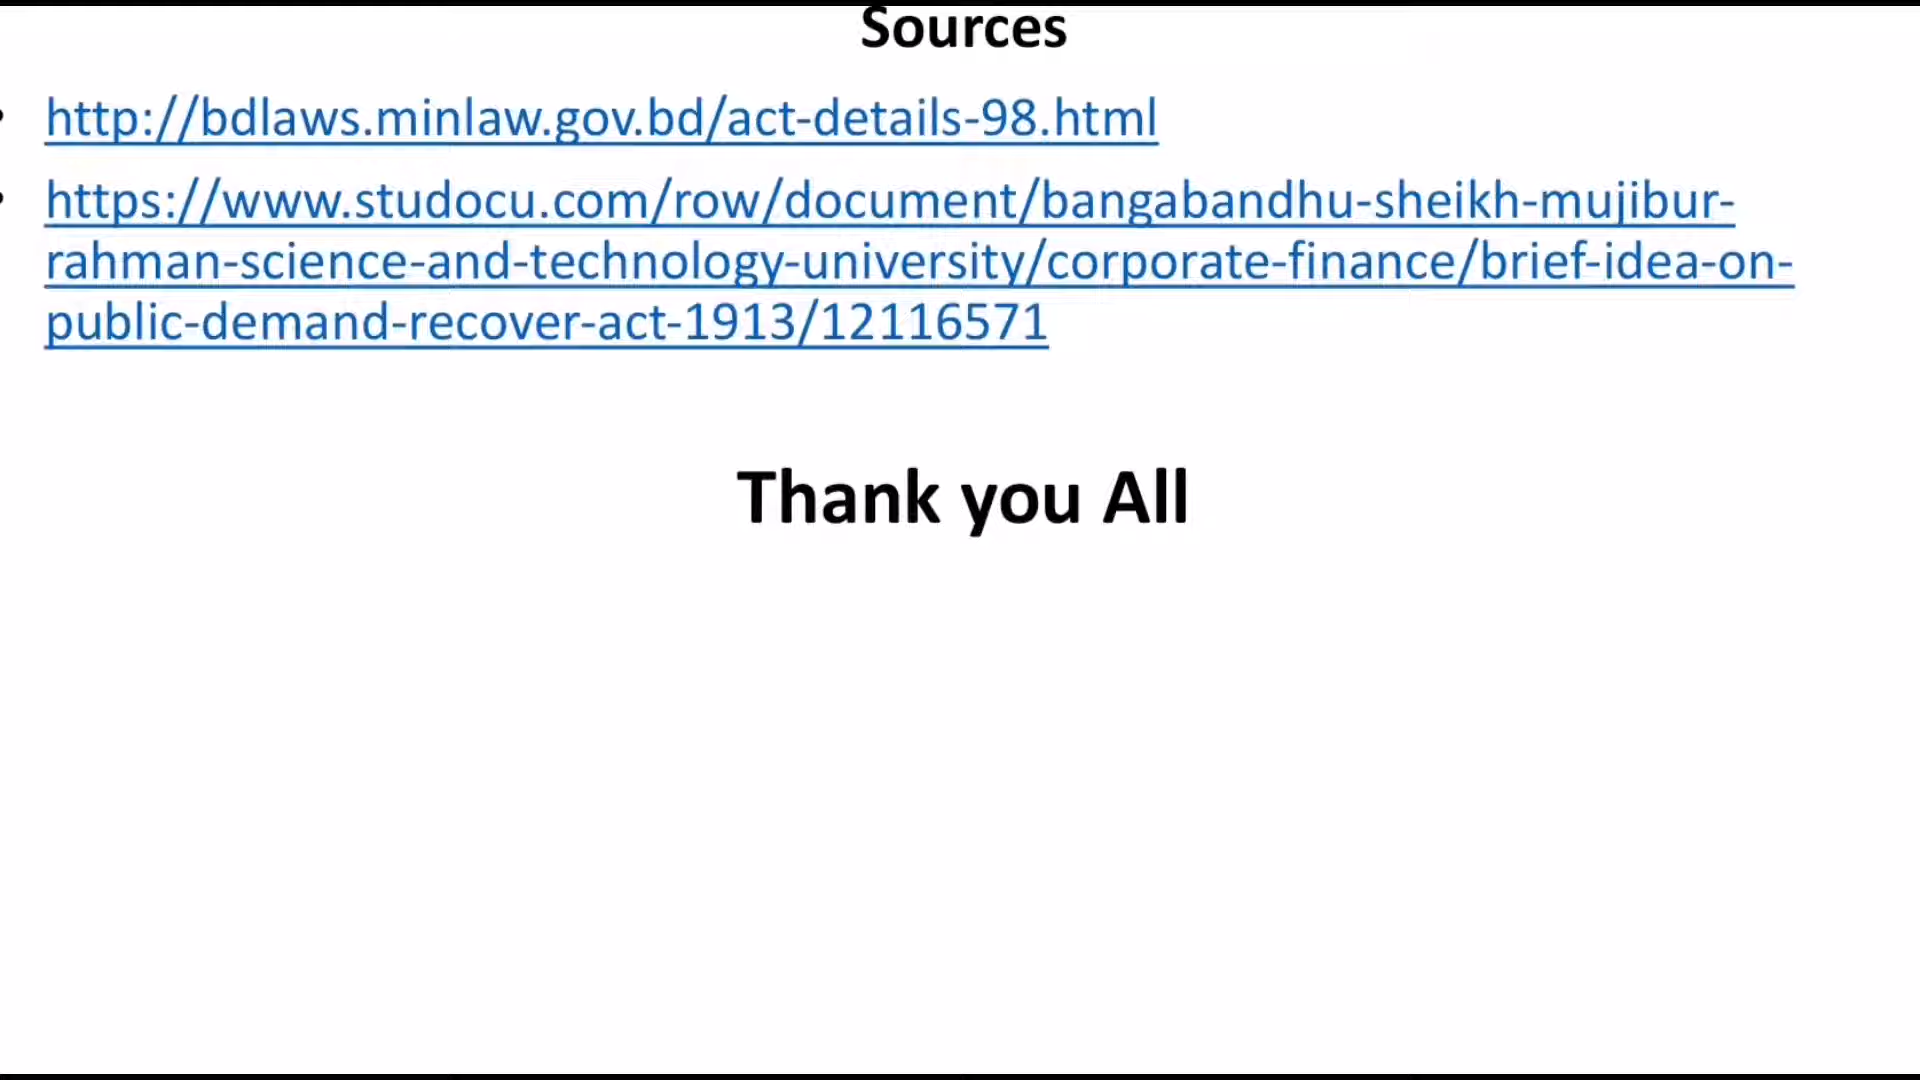 Sources
• http://bdlaws.minlaw.gov.bd/act-details-98.html
• https://www.studocu.com/row/document/bangabandhu-sheikh-mujibur-
rahman-science-and-technology-university/corporate-finance/brief-idea-on-
public-demand-recover-act-1913/12116571
Thank you All